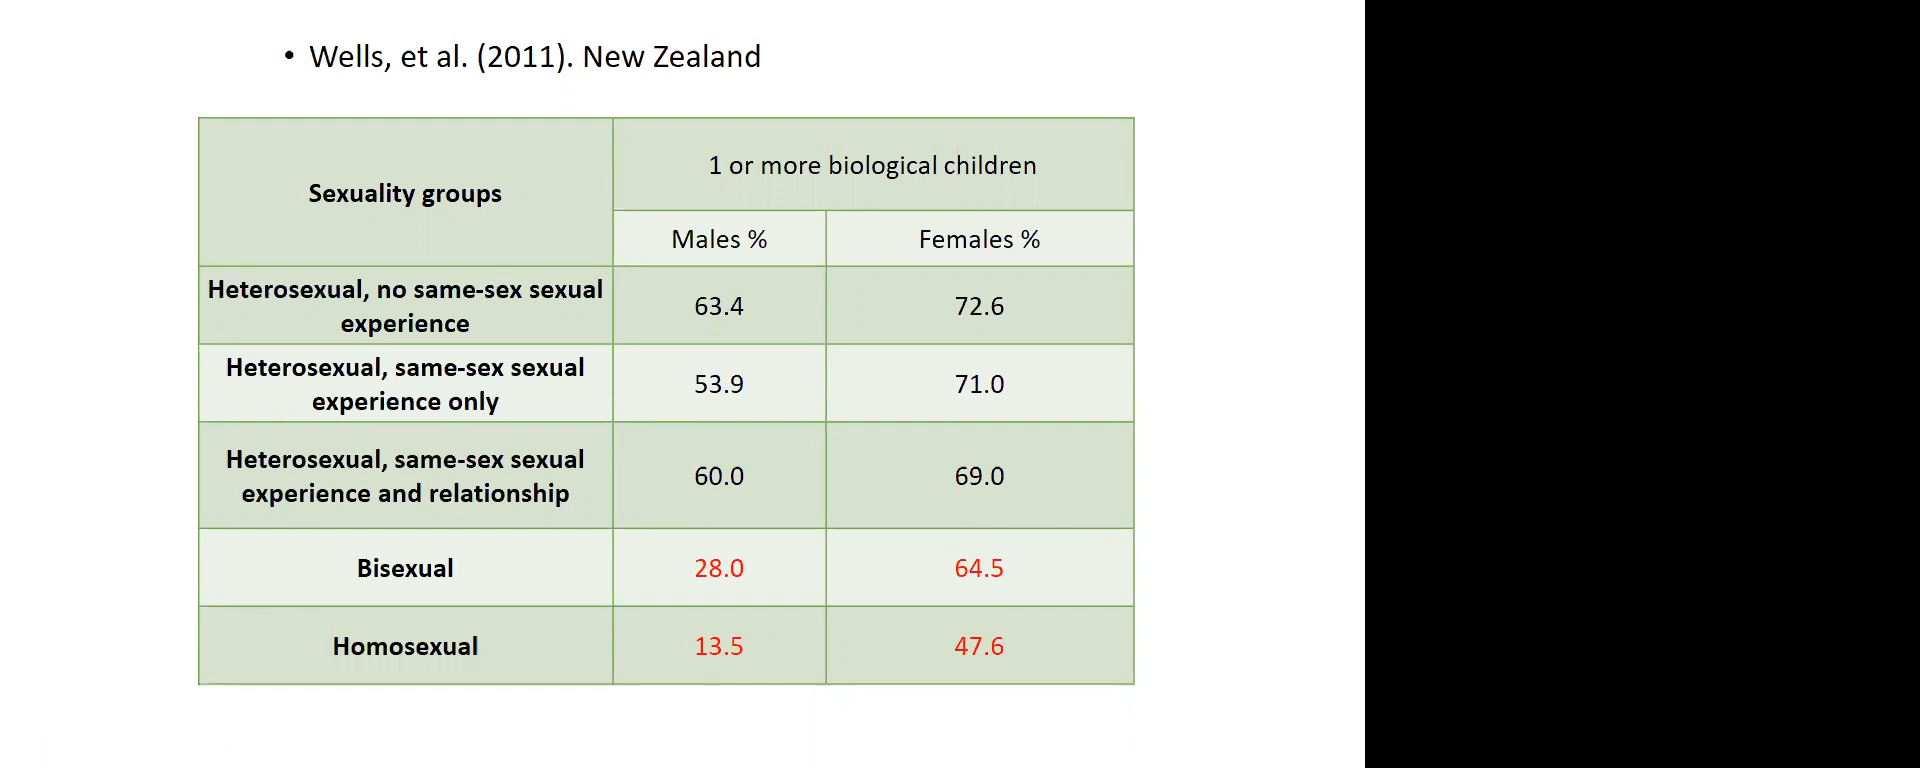 • Wells, et al. (2011). New Zealand
Sexuality groups
1 or more biological children
Males %
Females %
Heterosexual, no same-sex sexual
experience
63.4
72.6
Heterosexual, same-sex sexual
experience only
53.9
71.0
Heterosexual, same-sex sexual
experience and relationship
60.0
69.0
Bisexual
28.0
64.5
Homosexual
13.5
47.6